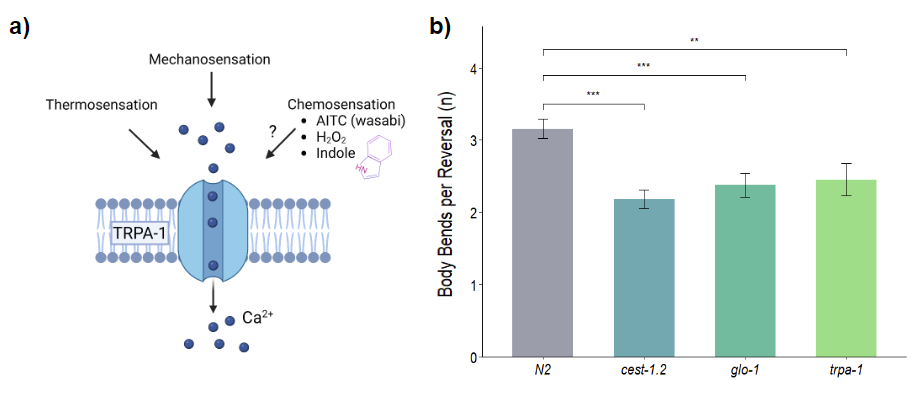 a)
Mechanosensation
Thermosensation
Chemosensation
• AITC (wasabi)
• H₂O₂
• Indole
?
HN
TRPA-1
Ca²⁺
b)
Body Bends per Reversal (n)
4
3
2
1
0
**
***
***
N2
cest-1.2
glo-1
trpa-1